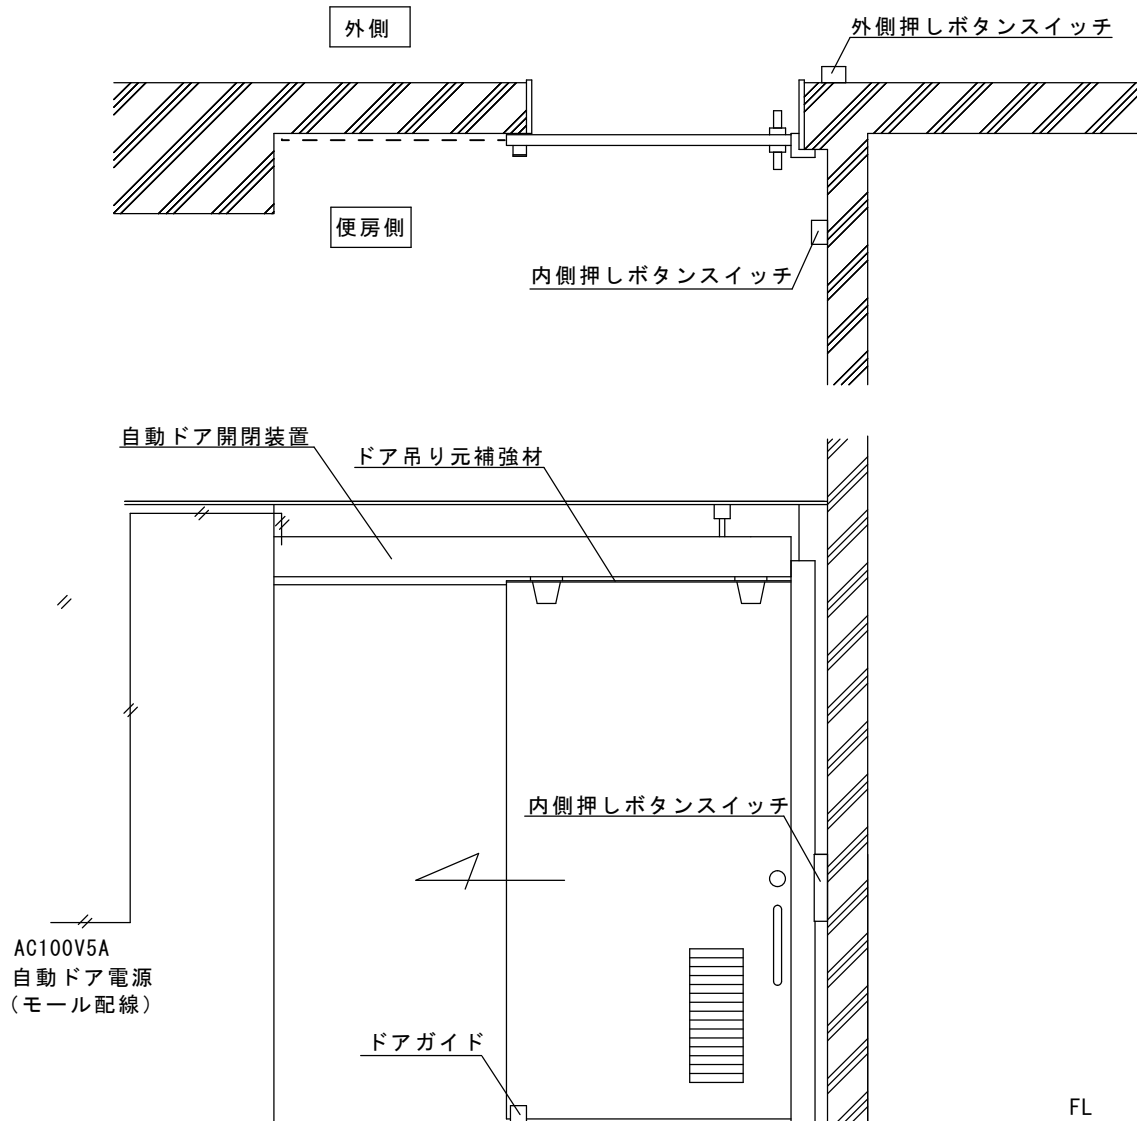 外側
外側押しボタンスイッチ
便房側
内側押しボタンスイッチ
自動ドア開閉装置
ドア吊り元補強材
内側押しボタンスイッチ
AC100V5A
自動ドア電源
(モール配線)
ドアガイド
FL